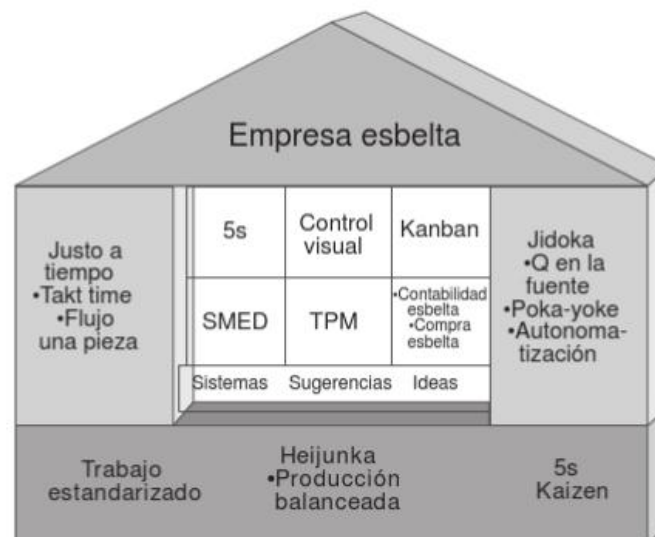 Empresa esbelta
Justo a
tiempo
•Takt time
•Flujo
una pieza
5s
Control
visual
Kanban
SMED
TPM
•Contabilidad
esbelta
•Compra
esbelta
Sistemas Sugerencias Ideas
Jidoka
•Q en la
fuente
•Poka-yoke
•Autonoma-
tización
Trabajo
estandarizado
Heijunka
•Producción
balanceada
5s
Kaizen